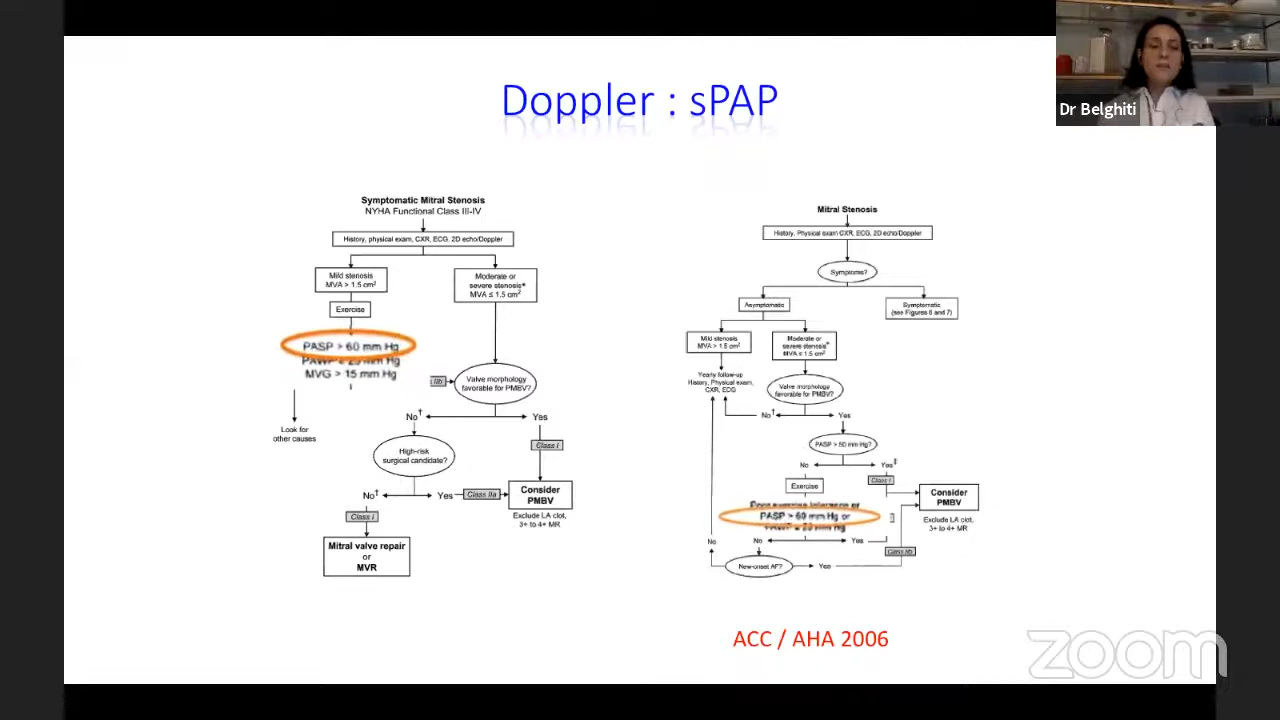 Doppler : sPAP
Dr Belghiti
Symptomatic Mitral Stenosis
NYHA Functional Class III-IV
History, physical exam, CXR, ECG, 2D echo/Doppler
Mild stenosis
MVA > 1.5 cm²
Moderate or
severe stenosis*
MVA ≤ 1.5 cm²
Exercise
PASP > 60 mm Hg
MVG > 15 mm Hg
Look for
other causes
IIb
Valve morphology
favorable for PMBV?
No†
Yes
Class I
High-risk
surgical candidate?
No†
Yes
Class IIa
Class I
Consider
PMBV
Exclude LA clot,
3+ to 4+ MR
Mitral valve repair
or
MVR
Mitral Stenosis
History, Physical exam CXR, ECG, 2D echo/Doppler
Symptoms?
Asymptomatic
Symptomatic
(see Figures 6 and 7)
Mild stenosis
MVA > 1.5 cm²
Moderate or
severe stenosis*
MVA ≤ 1.5 cm²
Yearly follow-up
History, Physical exam,
CXR, ECG
Valve morphology
favorable for PMBV?
No†
Yes
PASP > 50 mm Hg?
No
Yes‡
Class I
Exercise
Poor exercise tolerance or
PASP > 60 mm Hg or
No
Yes
No
New-onset AF?
Yes
Class IIb
Consider
PMBV
Exclude LA clot,
3+ to 4+ MR
ACC / AHA 2006
zoom